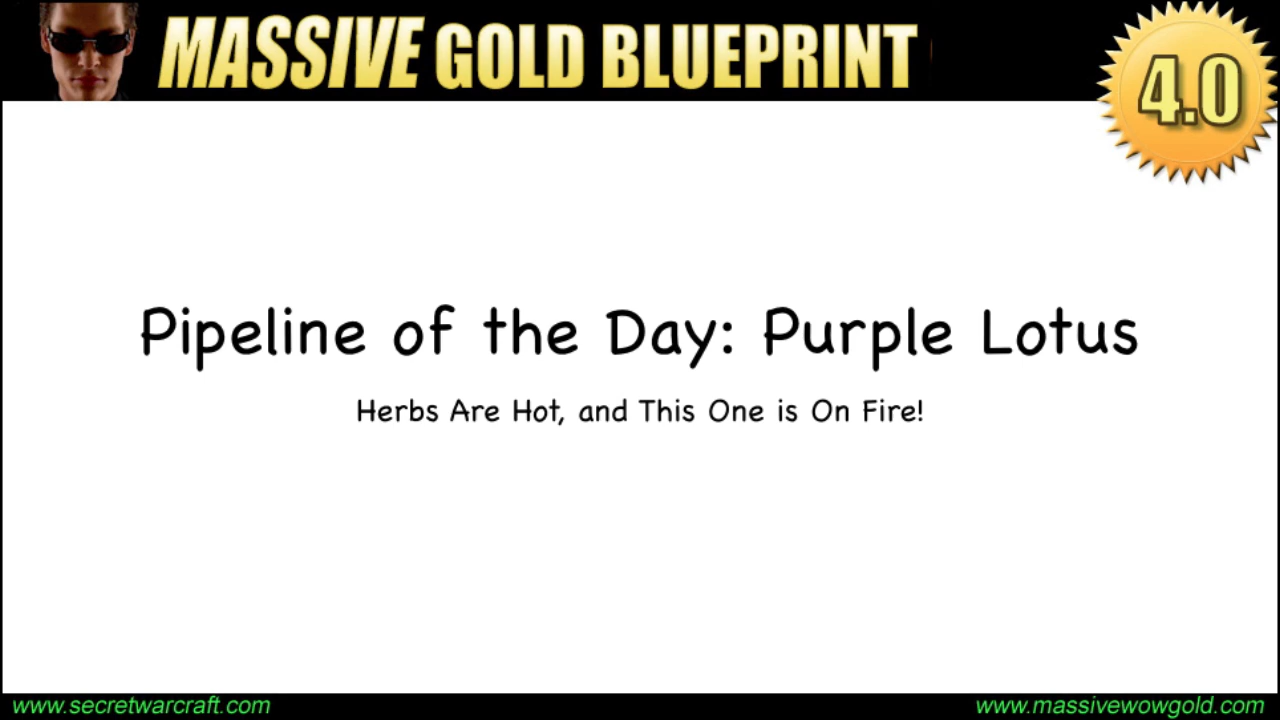 MASSIVE GOLD BLUEPRINT
4.0
Pipeline of the Day: Purple Lotus
Herbs Are Hot, and This One is On Fire!
www.secretwarcraft.com
www.massivewowgold.com